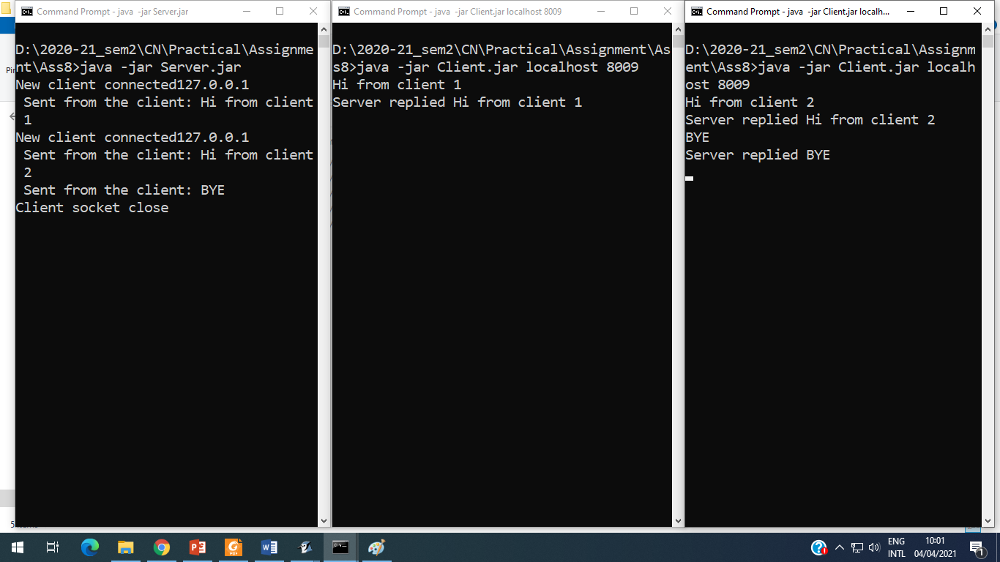 Command Prompt - java -jar Server.jar
D:\2020-21_sem2\CN\Practical\Assignme
nt\Ass8>java -jar Server.jar
New client connected127.0.0.1
Sent from the client: Hi from client
1
New client connected127.0.0.1
Sent from the client: Hi from client
2
Sent from the client: BYE
Client socket close
Command Prompt - java -jar Client.jar localhost 8009
D:\2020-21_sem2\CN\Practical\Assignment\As
s8>java -jar Client.jar localhost 8009
Hi from client 1
Server replied Hi from client 1
Command Prompt - java -jar Client.jar localh...
D:\2020-21_sem2\CN\Practical\Assignm
ent\Ass8>java -jar Client.jar localh
ost 8009
Hi from client 2
Server replied Hi from client 2
BYE
Server replied BYE
ENG
INTL
10:01
04/04/2021
1